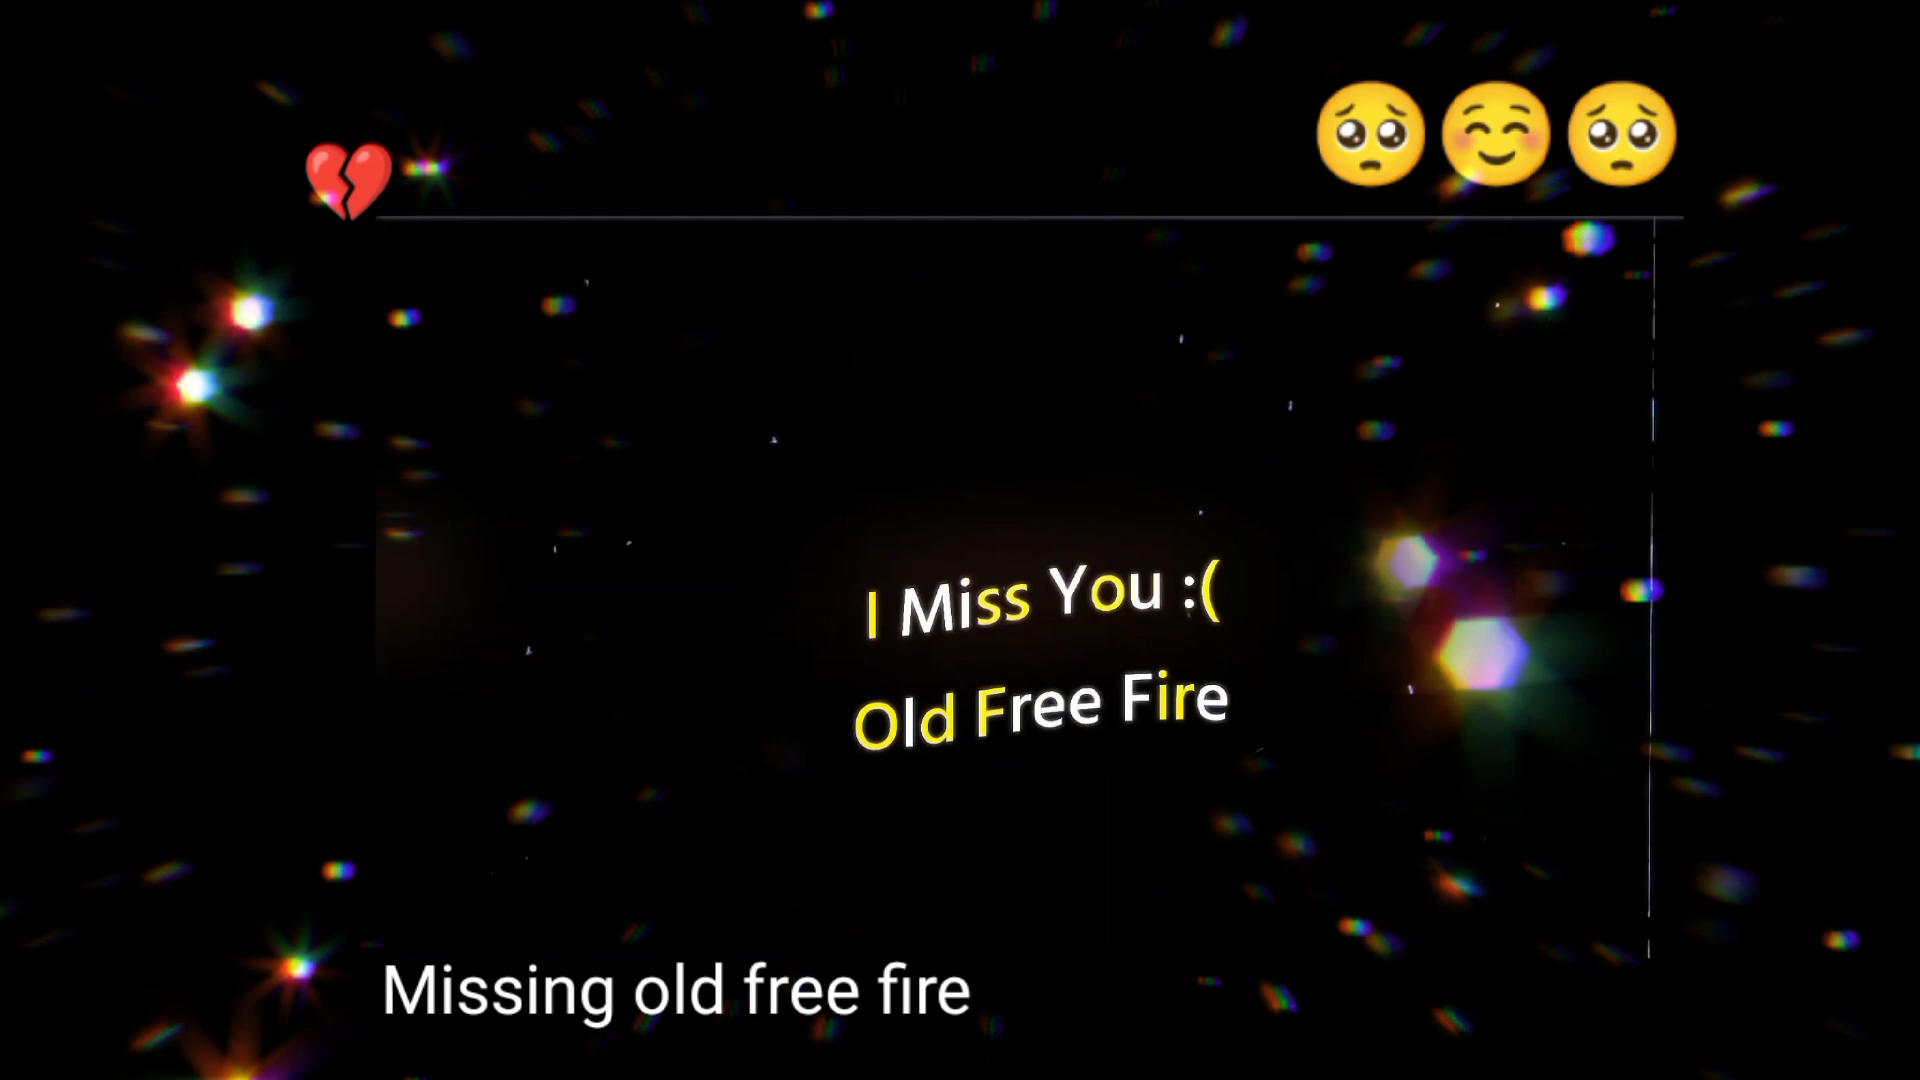 💔 🥺☺️🥺
I Miss You :(
Old Free Fire
Missing old free fire